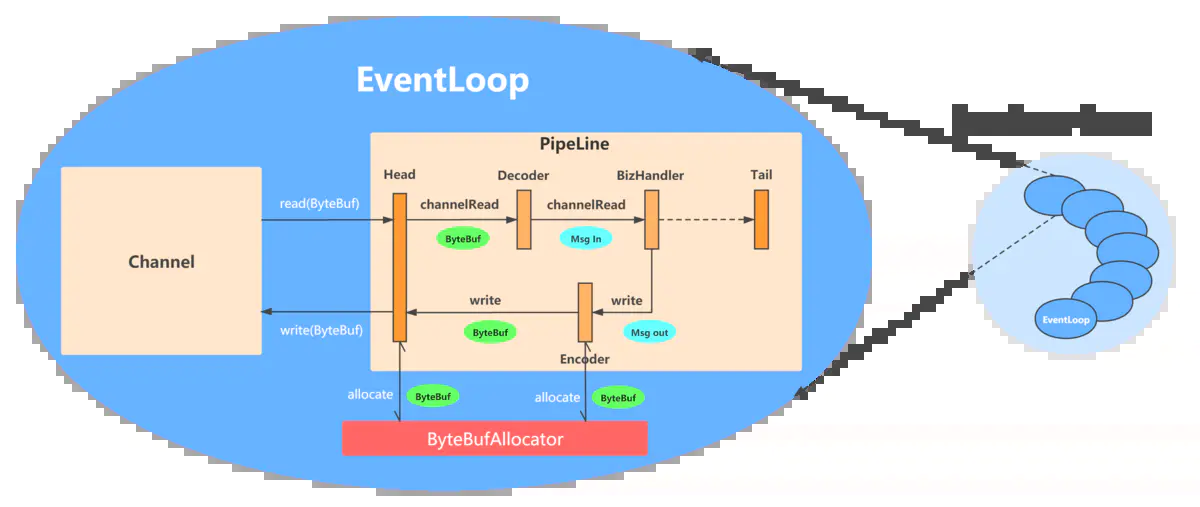 EventLoop
PipeLine
Head
Decoder
BizHandler
Tail
read(ByteBuf)
channelRead
channelRead
ByteBuf
Msg In
Channel
write
write
write(ByteBuf)
ByteBuf
Msg out
Encoder
allocate
ByteBuf
allocate
ByteBuf
ByteBufAllocator
EventLoop